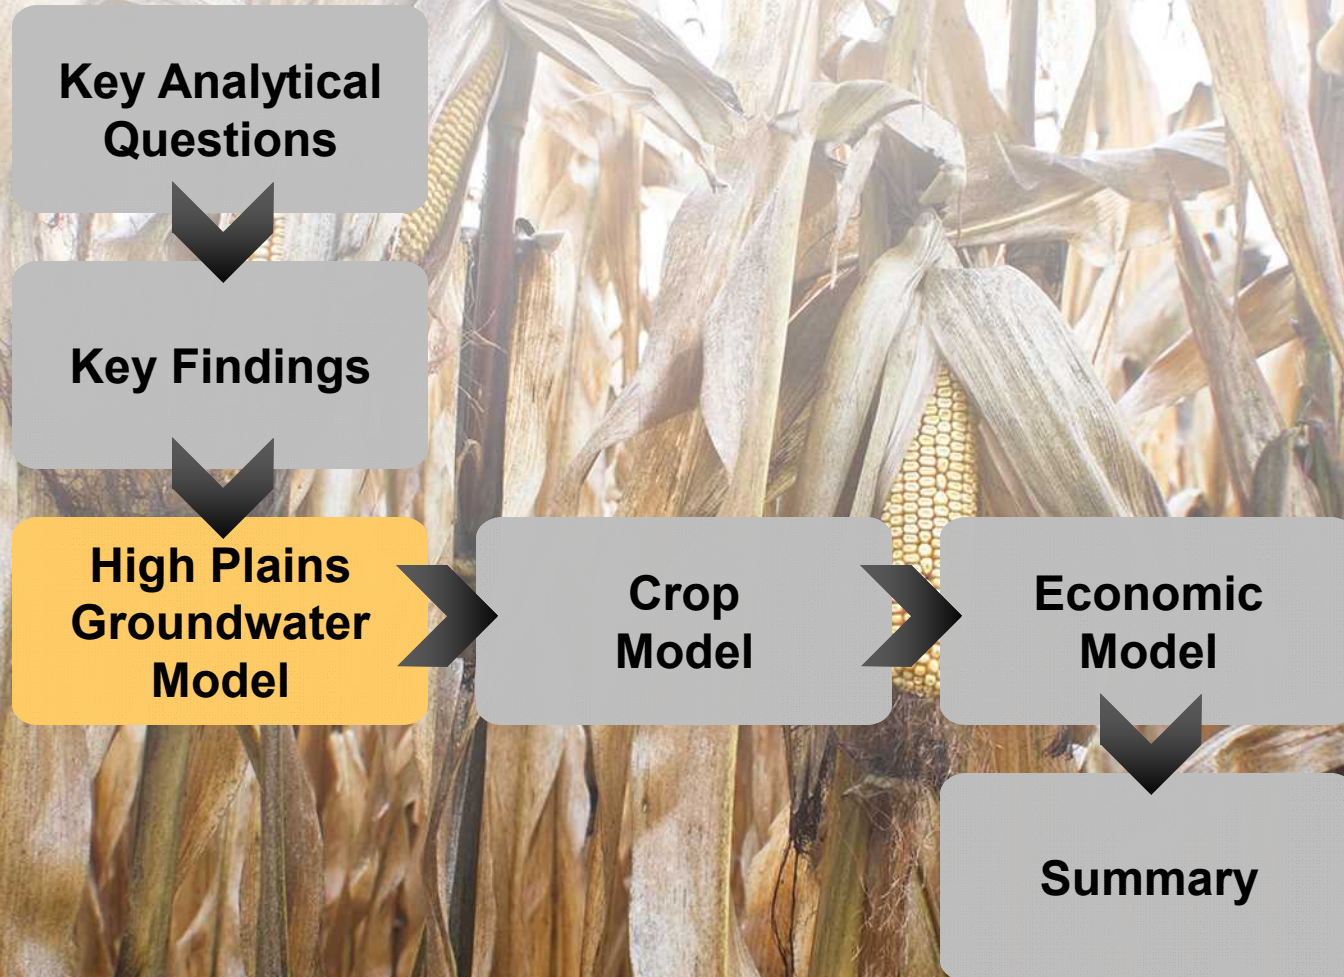 Key Analytical
Questions
Key Findings
High Plains
Groundwater
Model
Crop
Model
Economic
Model
Summary